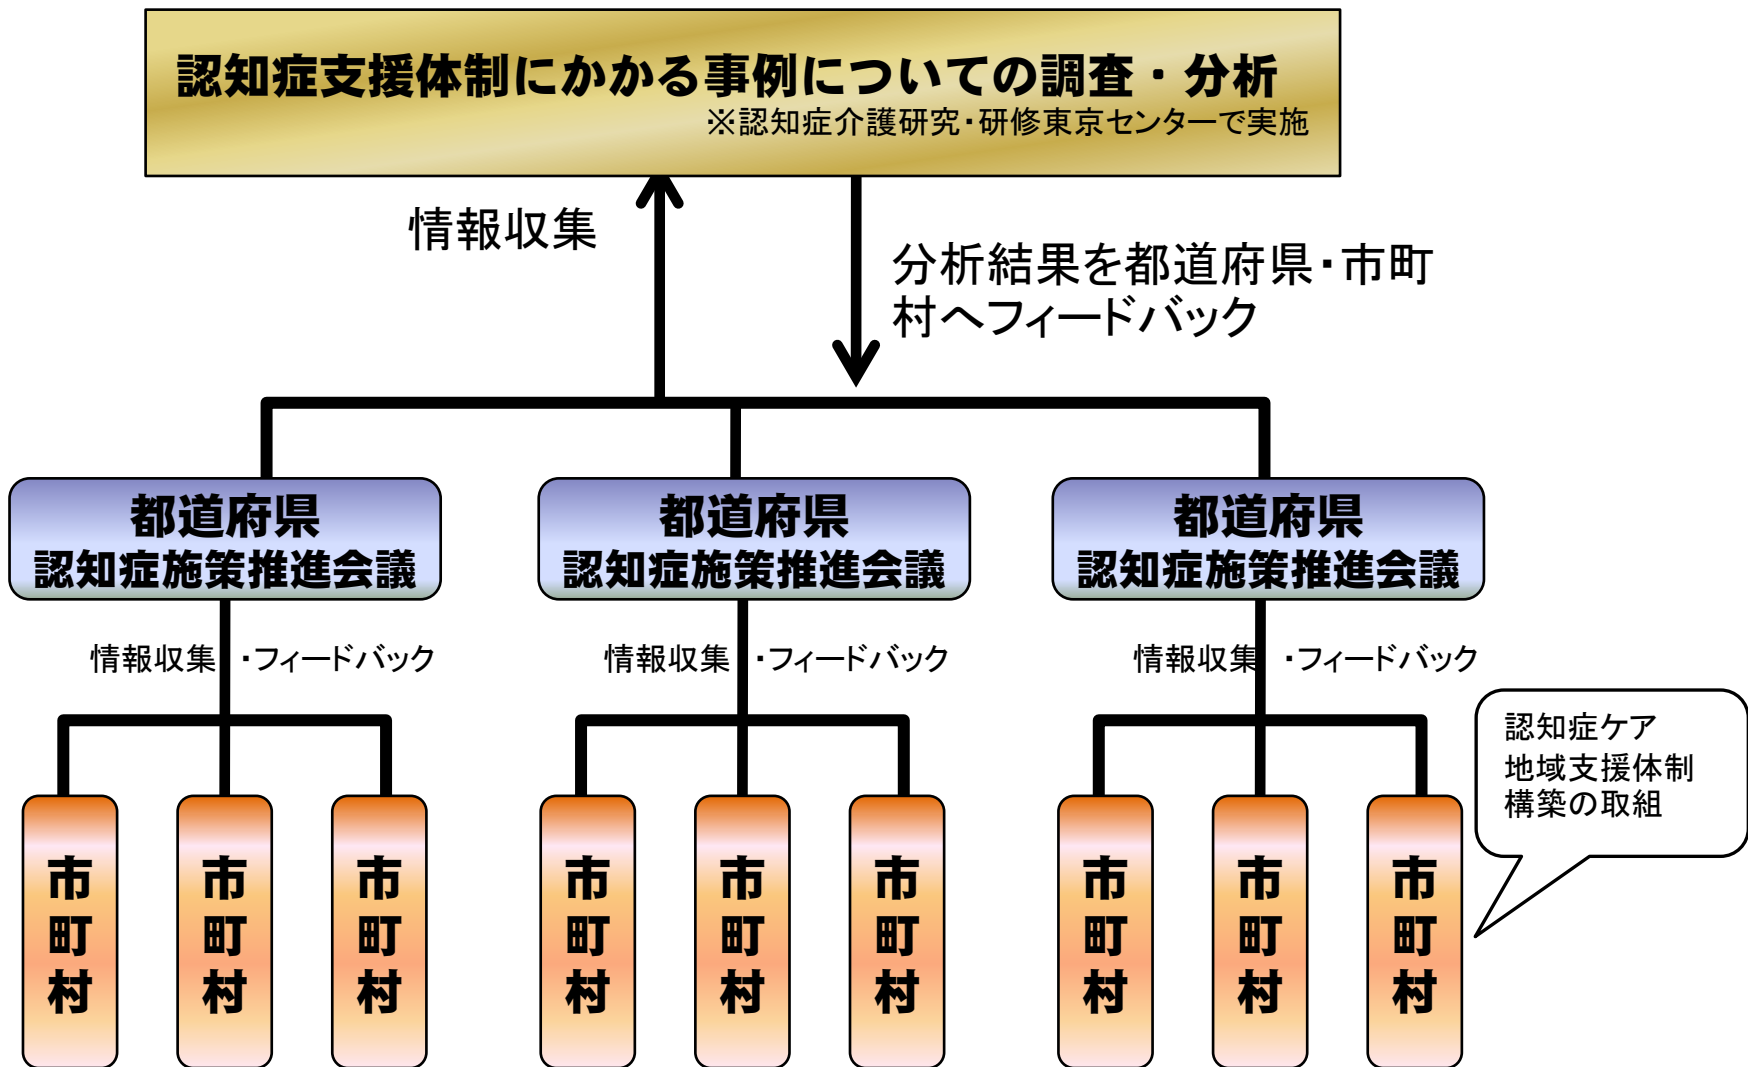 認知症支援体制にかかる事例についての調査・分析
※認知症介護研究・研修東京センターで実施
情報収集
分析結果を都道府県・市町
村へフィードバック
都道府県
認知症施策推進会議
都道府県
認知症施策推進会議
都道府県
認知症施策推進会議
情報収集 ・フィードバック
情報収集 ・フィードバック
情報収集 ・フィードバック
認知症ケア
地域支援体制
構築の取組
市町村
市町村
市町村
市町村
市町村
市町村
市町村
市町村
市町村